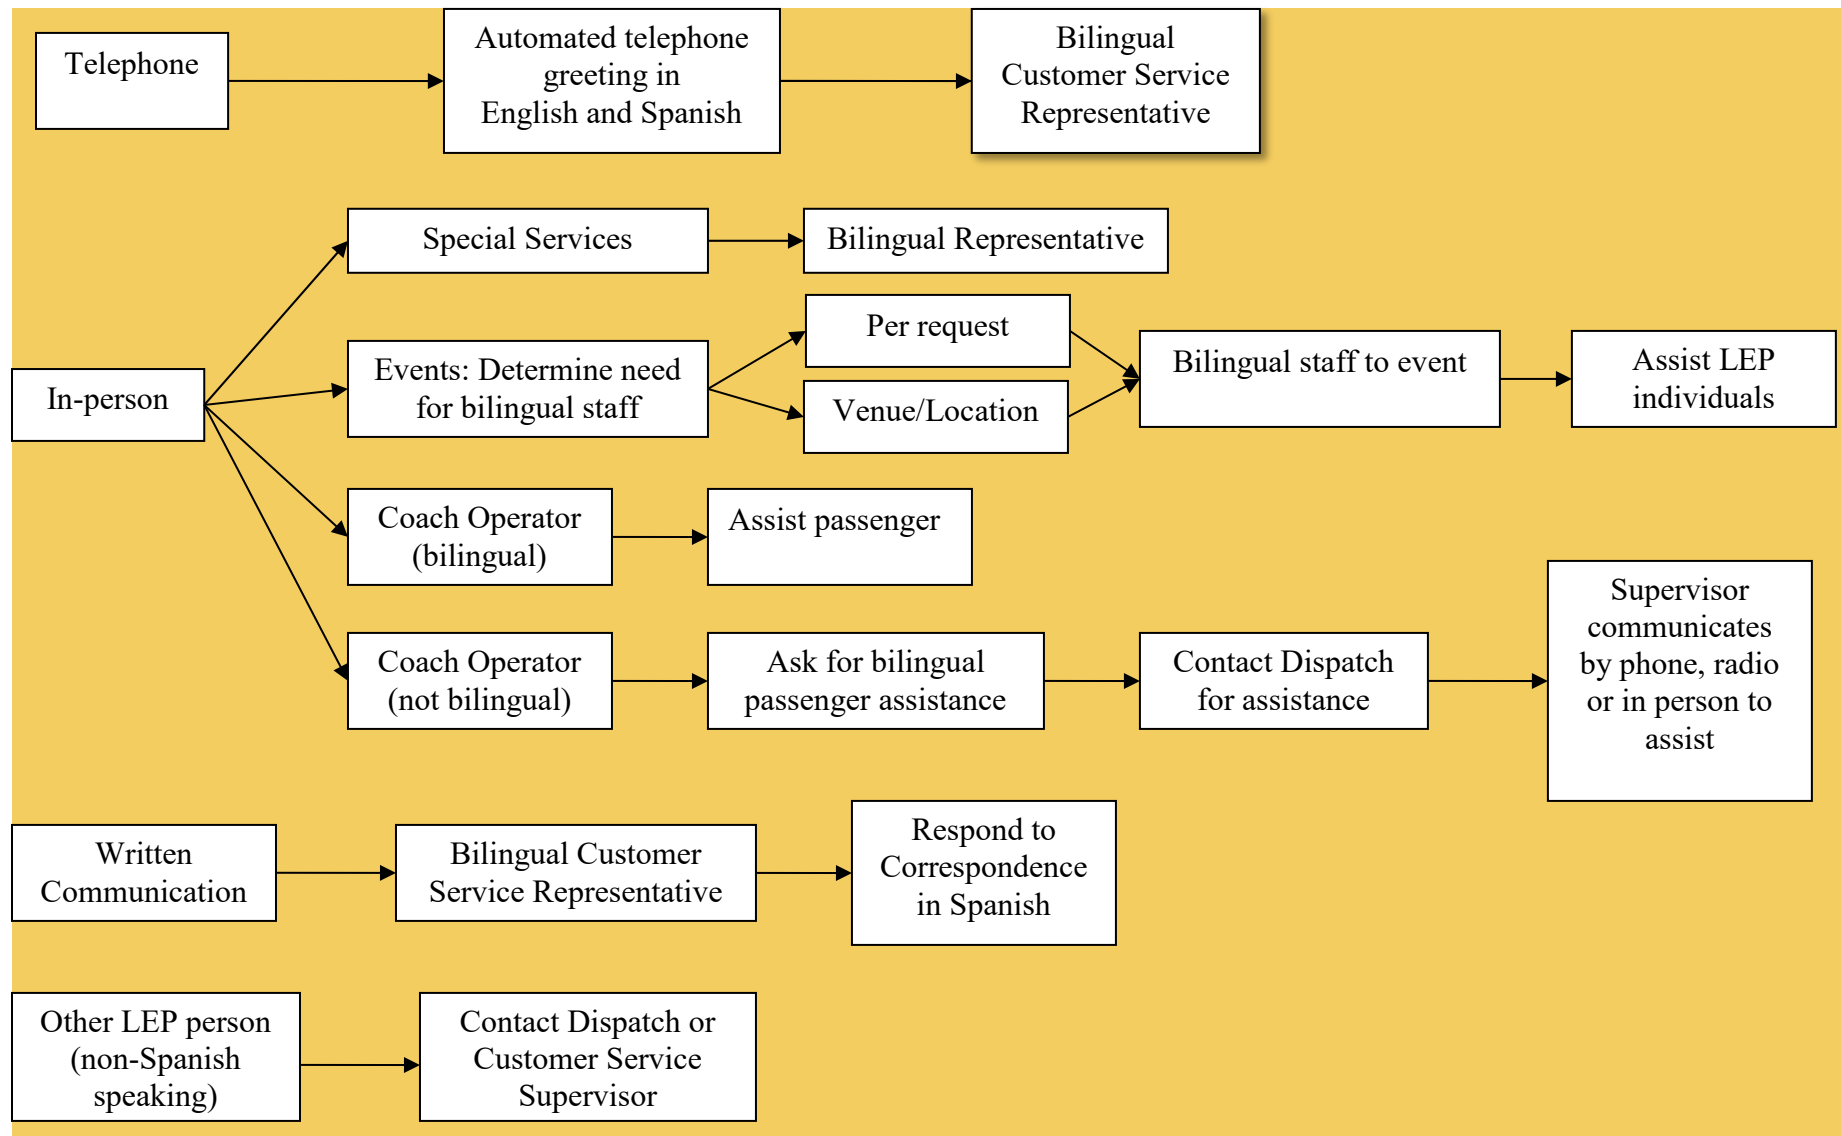 Telephone
Automated telephone
greeting in
English and Spanish
Bilingual
Customer Service
Representative
Special Services
Bilingual Representative
In-person
Events: Determine need
for bilingual staff
Per request
Venue/Location
Bilingual staff to event
Assist LEP
individuals
Coach Operator
(bilingual)
Assist passenger
Coach Operator
(not bilingual)
Ask for bilingual
passenger assistance
Contact Dispatch
for assistance
Supervisor
communicates
by phone, radio
or in person to
assist
Written
Communication
Bilingual Customer
Service Representative
Respond to
Correspondence
in Spanish
Other LEP person
(non-Spanish
speaking)
Contact Dispatch or
Customer Service
Supervisor